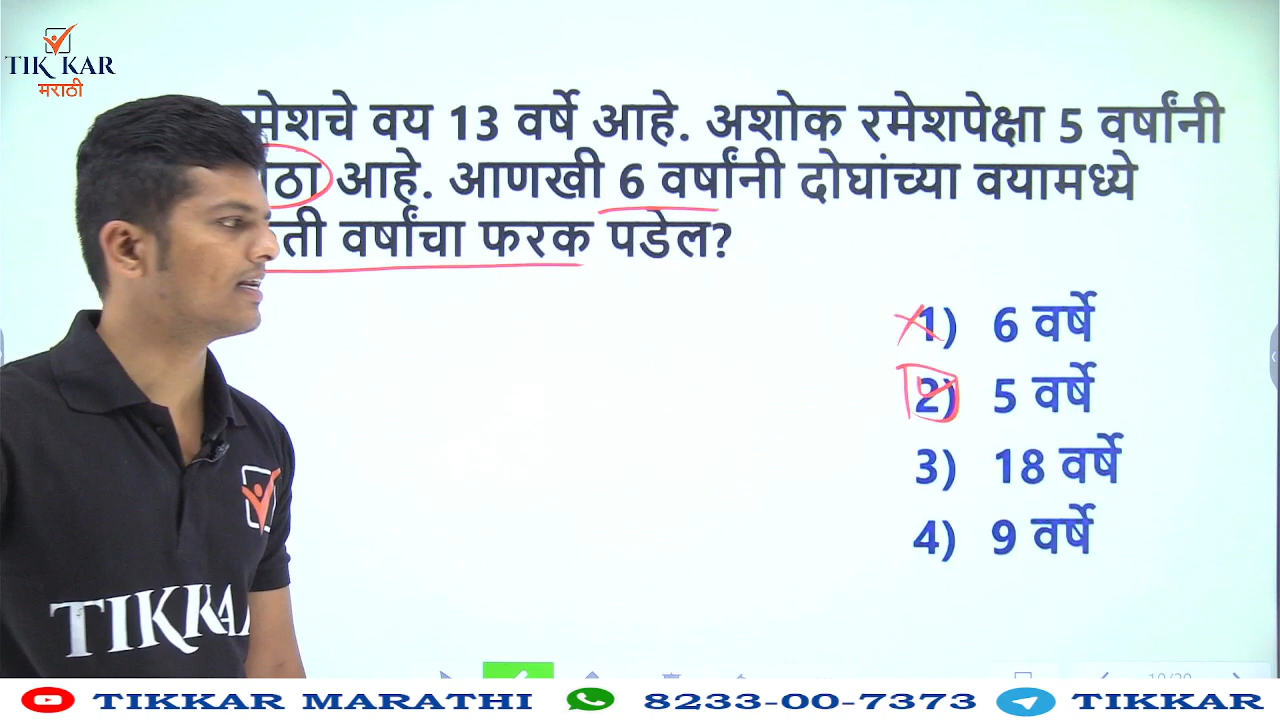 TIKKAR
मराठी
मेशचे वय 13 वर्षे आहे. अशोक रमेशपेक्षा 5 वर्षांनी
ठा आहे. आणखी 6 वर्षांनी दोघांच्या वयामध्ये
ती वर्षांचा फरक पडेल?
1) 6 वर्षे
2) 5 वर्षे
3) 18 वर्षे
4) 9 वर्षे
TIKKA
TIKKAR MARATHI 8233-00-7373 TIKKAR